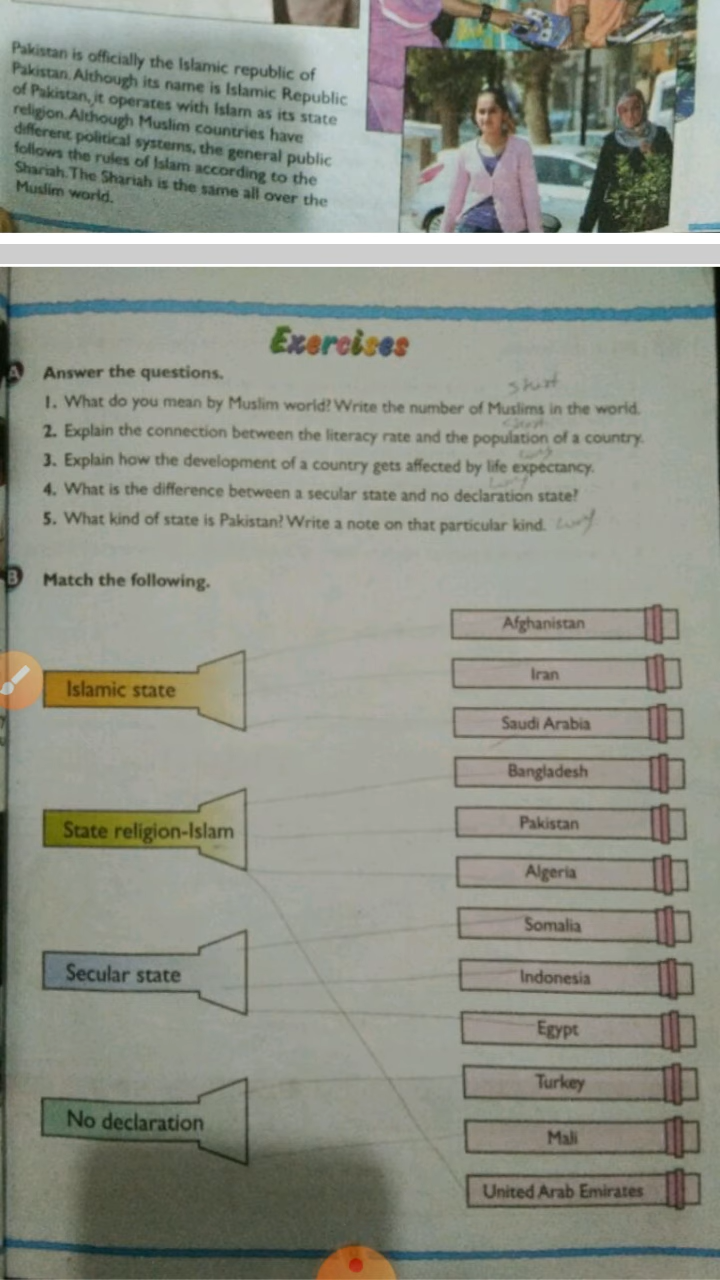 Pakistan is officially the Islamic republic of
Pakistan. Although its name is Islamic Republic
of Pakistan, it operates with Islam as its state
religion. Although Muslim countries have
different political systems, the general public
follows the rules of Islam according to the
Shariah. The Shariah is the same all over the
Muslim world.
Exercises
A Answer the questions.
short
1. What do you mean by Muslim world? Write the number of Muslims in the world.
2. Explain the connection between the literacy rate and the population of a country.
3. Explain how the development of a country gets affected by life expectancy.
4. What is the difference between a secular state and no declaration state?
5. What kind of state is Pakistan? Write a note on that particular kind.
B Match the following.
Afghanistan
Iran
Islamic state
Saudi Arabia
Bangladesh
Pakistan
State religion-Islam
Algeria
Somalia
Secular state
Indonesia
Egypt
Turkey
No declaration
Mali
United Arab Emirates